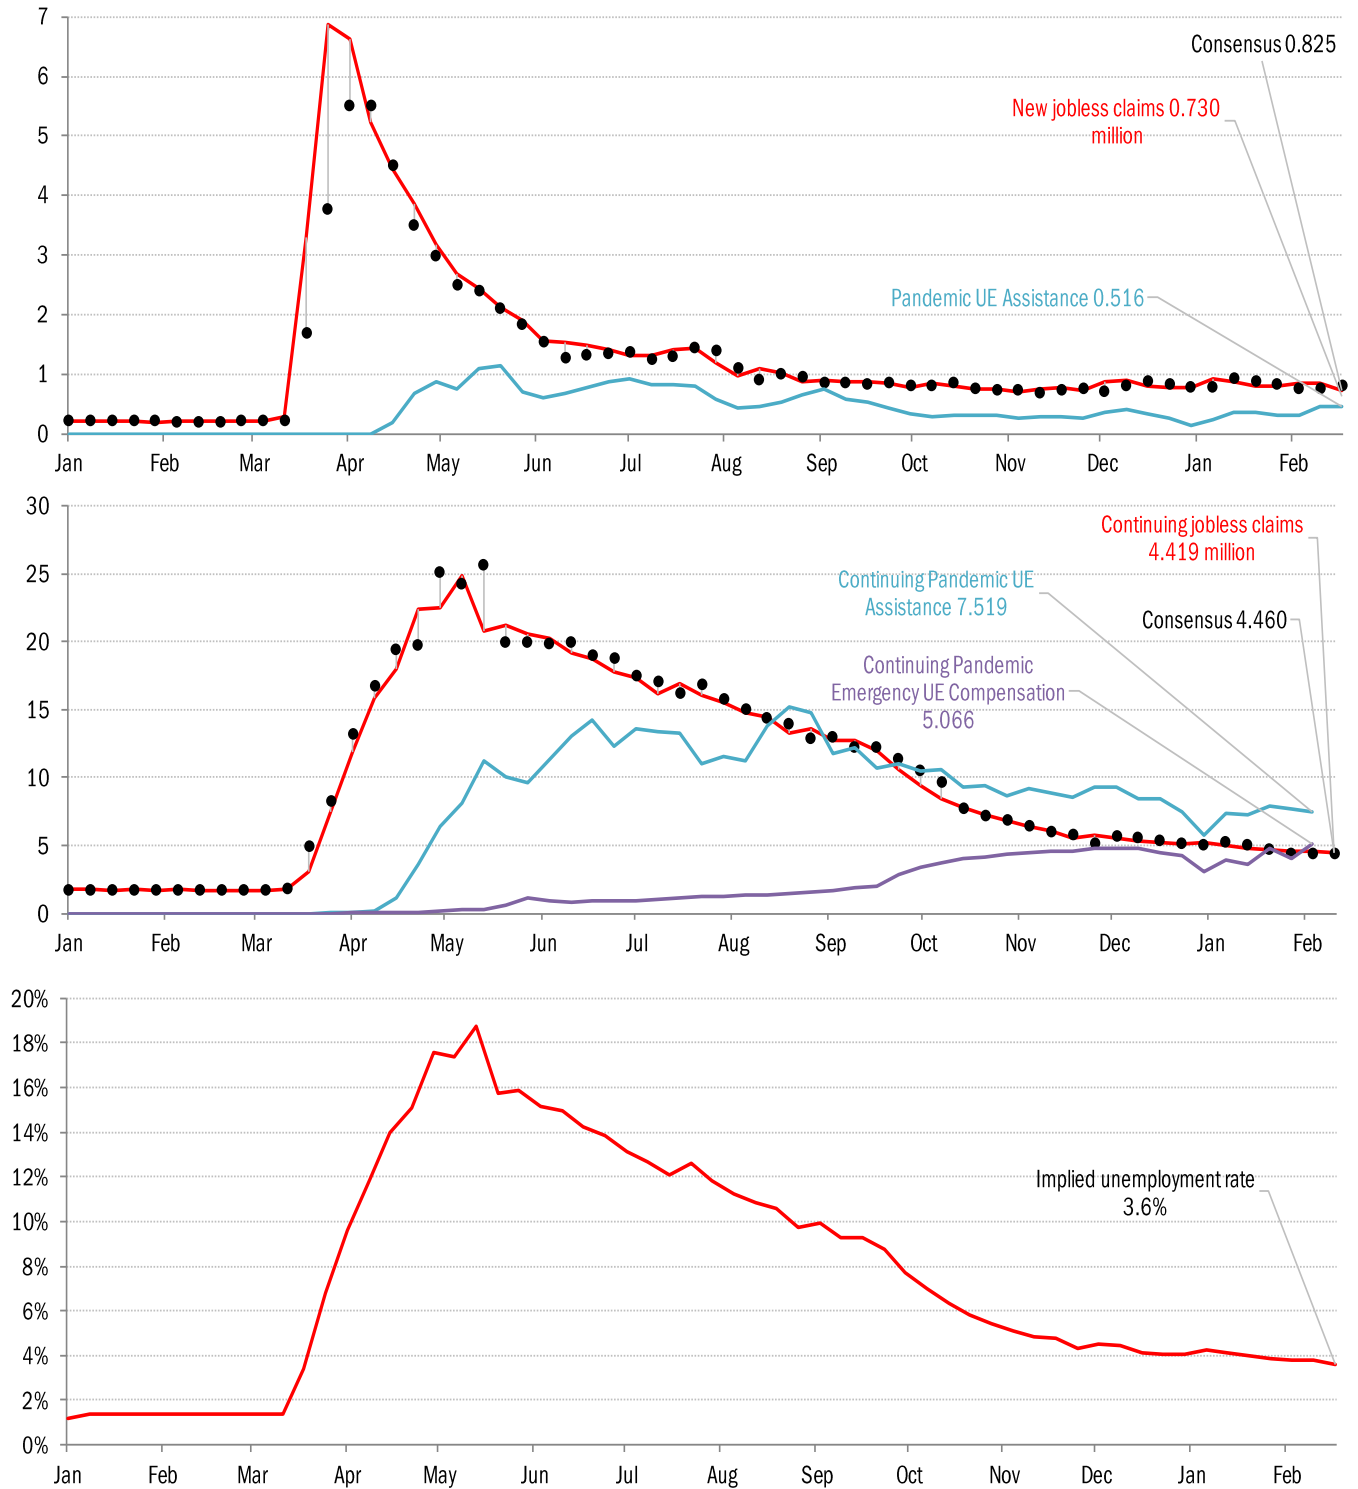 7
6
5
4
3
2
1
0
Consensus 0.825
New jobless claims 0.730
million
Pandemic UE Assistance 0.516
Jan Feb Mar Apr May Jun Jul Aug Sep Oct Nov Dec Jan Feb
30
25
20
15
10
5
0
Continuing jobless claims
4.419 million
Continuing Pandemic UE
Assistance 7.519
Consensus 4.460
Continuing Pandemic
Emergency UE Compensation
5.066
Jan Feb Mar Apr May Jun Jul Aug Sep Oct Nov Dec Jan Feb
20%
18%
16%
14%
12%
10%
8%
6%
4%
2%
0%
Implied unemployment rate
3.6%
Jan Feb Mar Apr May Jun Jul Aug Sep Oct Nov Dec Jan Feb